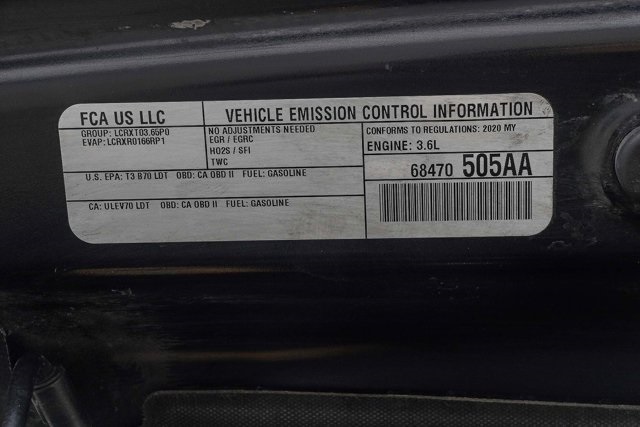 FCA US LLC
VEHICLE EMISSION CONTROL INFORMATION
GROUP: LCRXT03.65P0
EVAP: LCRXR0166RP1
NO ADJUSTMENTS NEEDED
EGR / EGRC
HO2S / SFI
TWC
CONFORMS TO REGULATIONS: 2020 MY
ENGINE: 3.6L
U.S. EPA: T3 B70 LDT OBD: CA OBD II FUEL: GASOLINE
68470 505AA
CA: ULEV70 LDT OBD: CA OBD II FUEL: GASOLINE